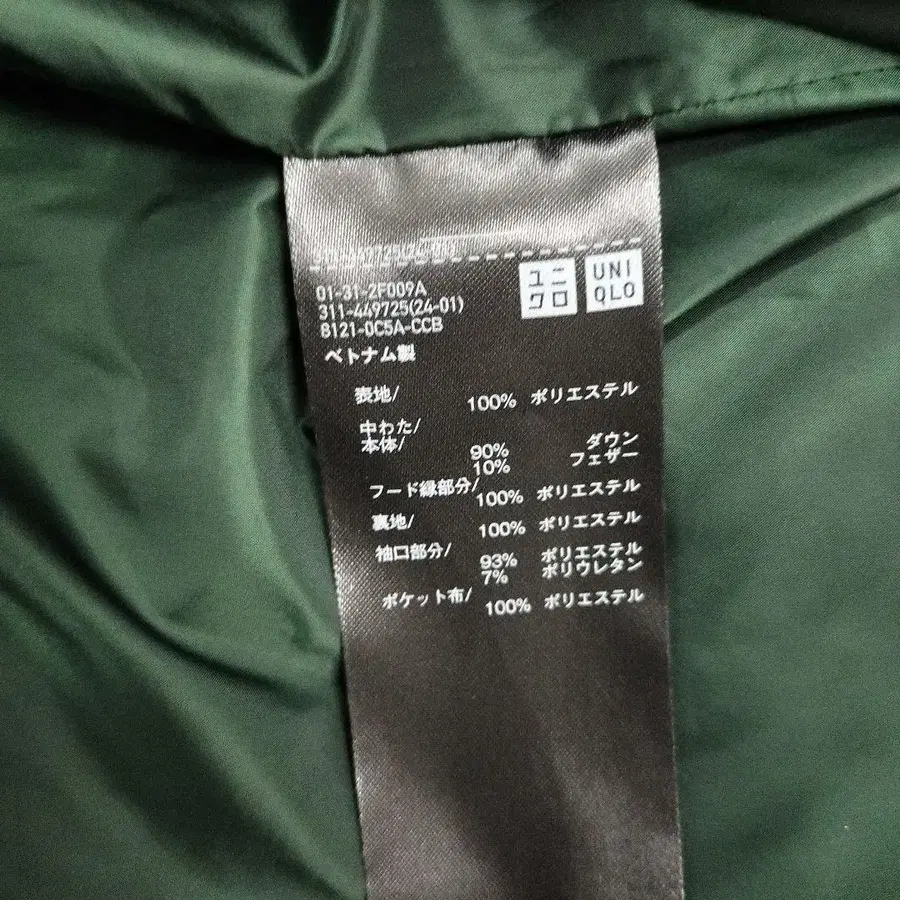 ユニ
クロ
UNI
QLO
01-31-2F009A
311-449725(24-01)
8121-0C5A-CCB
ベトナム製
表地/ 100% ポリエステル
中わた/
本体/ 90% ダウン
10% フェザー
フード縁部分/ 100% ポリエステル
裏地/ 100% ポリエステル
袖口部分/ 93% ポリエステル
7% ポリウレタン
ポケット布/ 100% ポリエステル